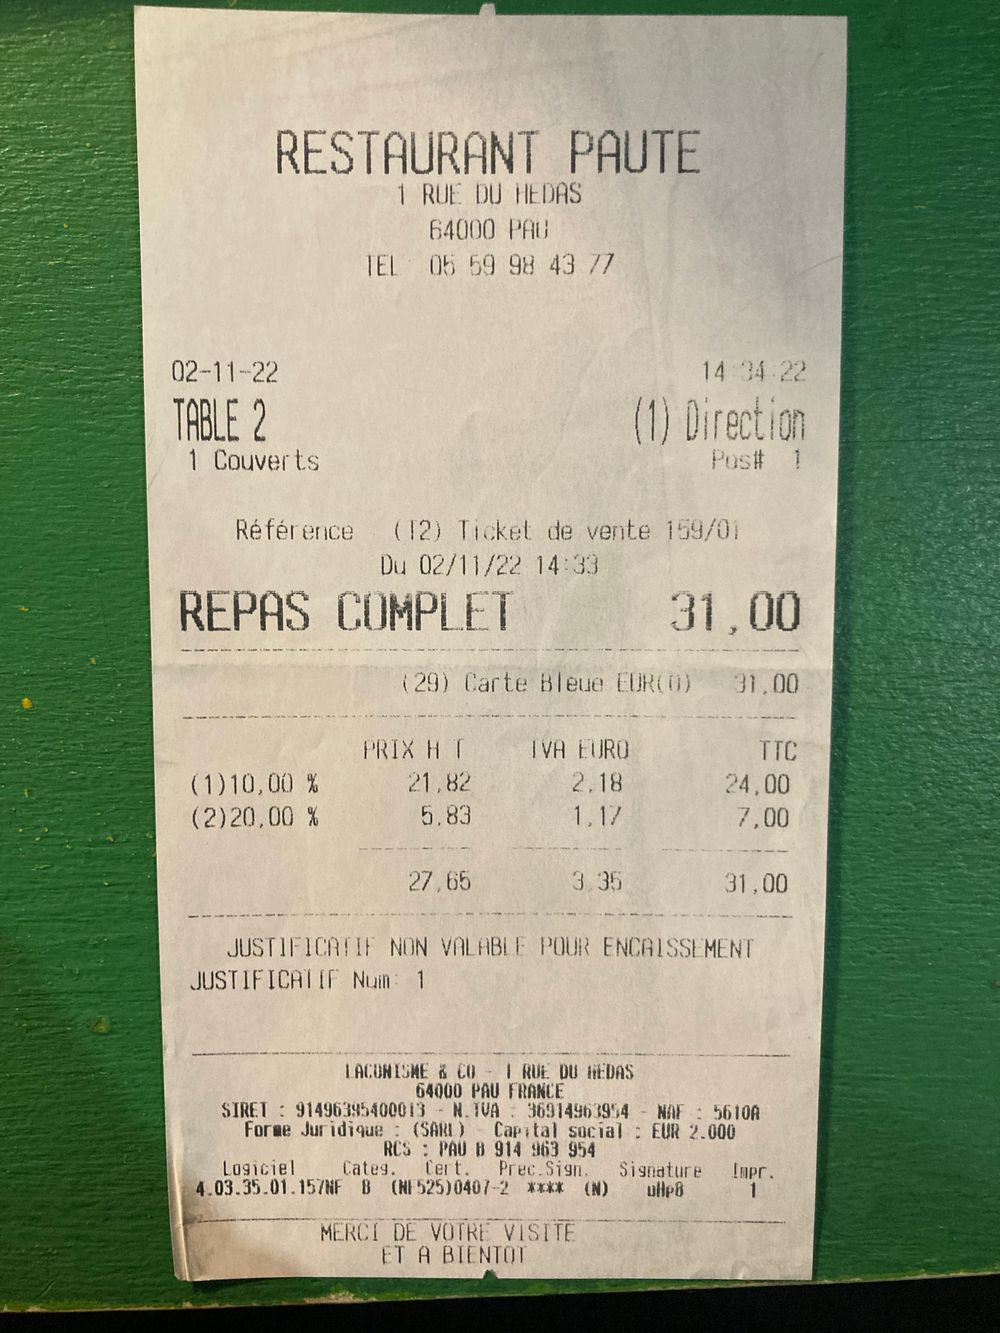 RESTAURANT PAUTE
1 RUE DU HEDAS
64000 PAU
TEL : 05 59 98 43 77
02-11-22 14:34:22
TABLE 2 (1) Direction
1 Couverts Pos# 1
Référence (12) Ticket de vente 159/01
Du 02/11/22 14:33
REPAS COMPLET 31,00
(29) Carte Bleue EUR(0) 31,00
PRIX H T TVA EURO TTC
(1)10,00 % 21,82 2,18 24,00
(2)20,00 % 5,83 1,17 7,00
27,65 3,35 31,00
JUSTIFICATIF NON VALABLE POUR ENCAISSEMENT
JUSTIFICATIF Num: 1
LACONISME & CO - 1 RUE DU HEDAS
64000 PAU FRANCE
SIRET : 91496395400013 - N.TVA : 36914963954 - NAF : 5610A
Forme Juridique : (SARL) - Capital social : EUR 2.000
RCS : PAU B 914 963 954
Logiciel Categ. Cert. Prec.Sign. Signature Impr.
4.03.35.01.157NF B (NF525)0407-2 **** (N) 1
MERCI DE VOTRE VISITE
ET A BIENTOT